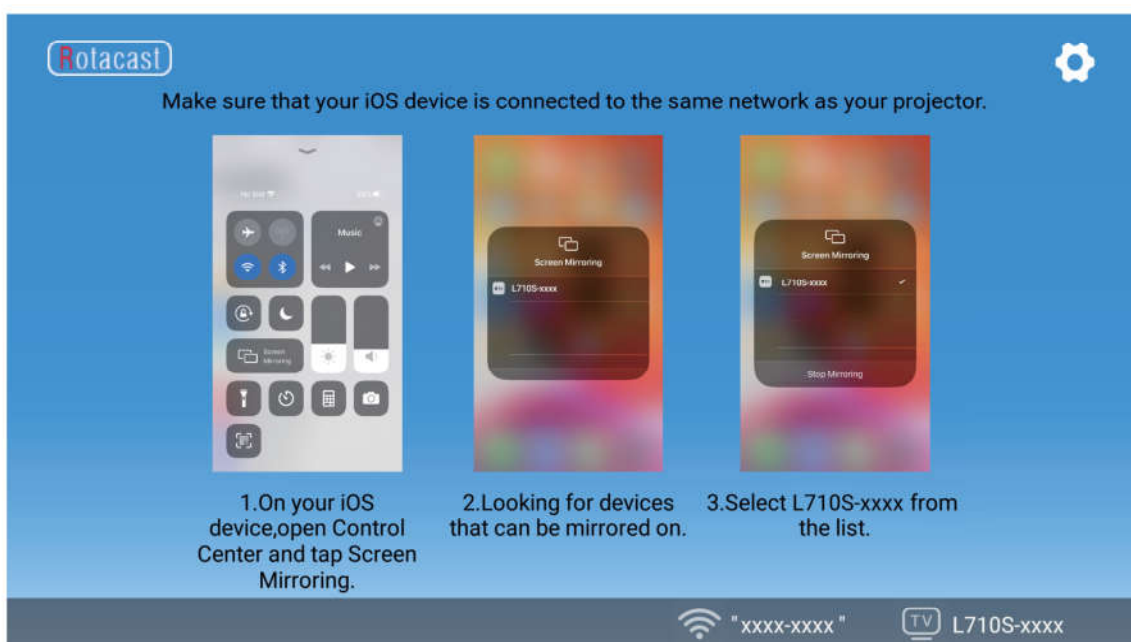 Rotacast
Make sure that your iOS device is connected to the same network as your projector.
Music
Screen
Mirroring
Screen Mirroring
L710S-xxxx
Screen Mirroring
L710S-xxxx
Stop Mirroring
1.On your iOS
device,open Control
Center and tap Screen
Mirroring.
2.Looking for devices
that can be mirrored on.
3.Select L710S-xxxx from
the list.
"xxxx-xxxx "
TV L710S-xxxx